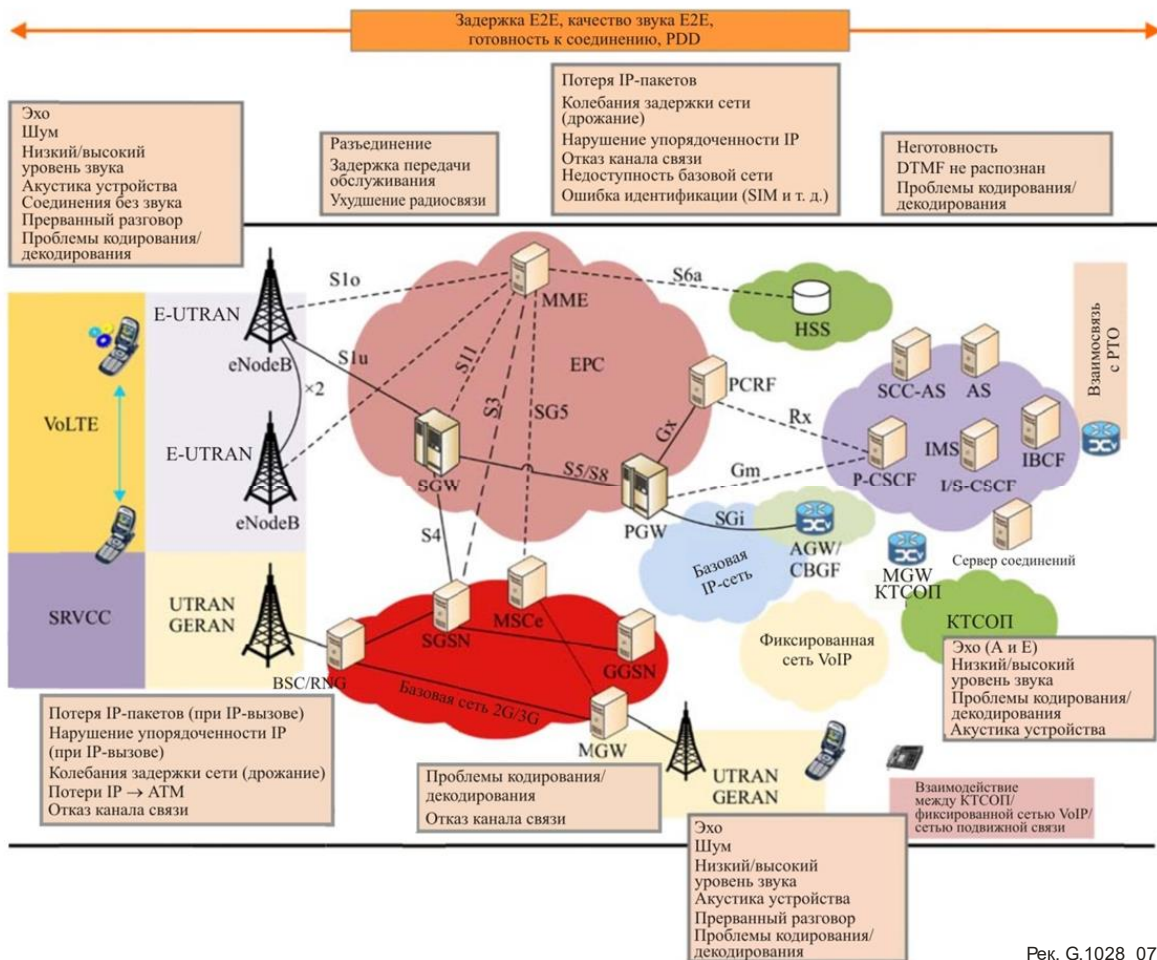 Задержка E2E, качество звука E2E,
готовность к соединению, PDD
Эхо
Шум
Низкий/высокий
уровень звука
Акустика устройства
Соединения без звука
Прерванный разговор
Проблемы кодирования/
декодирования
Разъединение
Задержка передачи
обслуживания
Ухудшение радиосвязи
Потеря IP-пакетов
Колебания задержки сети
(дрожание)
Нарушение упорядоченности IP
Отказ канала связи
Недоступность базовой сети
Ошибка идентификации (SIM и т. д.)
Неготовность
DTMF не распознан
Проблемы кодирования/
декодирования
VoLTE
SRVCC
E-UTRAN
eNodeB
×2
E-UTRAN
eNodeB
UTRAN
GERAN
S1o
S1u
S11
S3
SG5
S6a
MME
EPC
HSS
SGW
S5/S8
S4
PGW
Gx
PCRF
Rx
Gm
SGi
SCC-AS
AS
IMS
IBCF
P-CSCF
I/S-CSCF
Взаимосвязь
с РТО
Сервер соединений
AGW/
CBGF
MGW
КТСОП
Базовая
IP-сеть
Фиксированная
сеть VoIP
КТСОП
BSC/RNG
SGSN
MSCe
GGSN
Базовая сеть 2G/3G
MGW
UTRAN
GERAN
Эхо (А и Е)
Низкий/высокий
уровень звука
Проблемы кодирования/
декодирования
Акустика устройства
Потеря IP-пакетов (при IP-вызове)
Нарушение упорядоченности IP
(при IP-вызове)
Колебания задержки сети (дрожание)
Потери IP → ATM
Отказ канала связи
Проблемы кодирования/
декодирования
Отказ канала связи
Взаимодействие
между КТСОП/
фиксированной сетью VoIP/
сетью подвижной связи
Эхо
Шум
Низкий/высокий
уровень звука
Акустика устройства
Прерванный разговор
Проблемы кодирования/
декодирования
Рек. G.1028_07